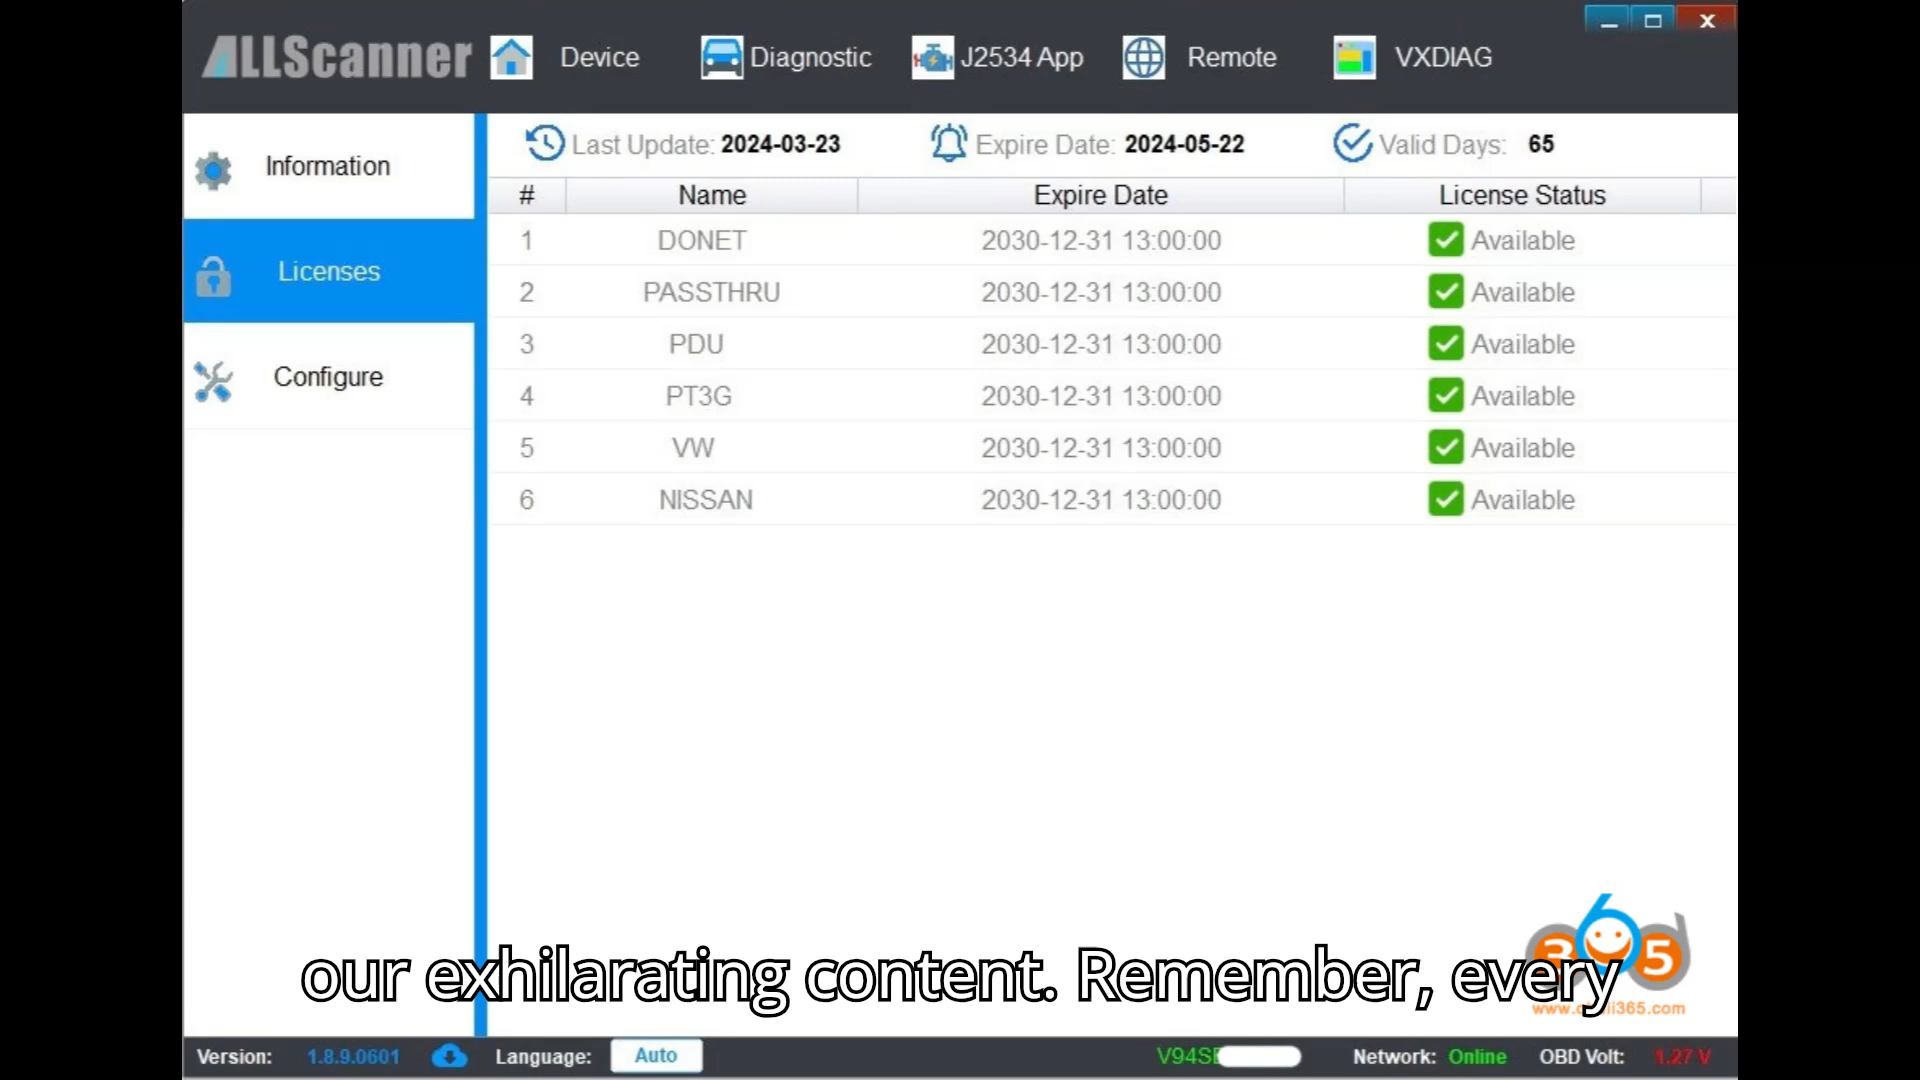 ALLScanner Device Diagnostic J2534 App Remote VXDIAG
Information
Licenses
Configure
Last Update: 2024-03-23 Expire Date: 2024-05-22 Valid Days: 65
# Name Expire Date License Status
1 DONET 2030-12-31 13:00:00 Available
2 PASSTHRU 2030-12-31 13:00:00 Available
3 PDU 2030-12-31 13:00:00 Available
4 PT3G 2030-12-31 13:00:00 Available
5 VW 2030-12-31 13:00:00 Available
6 NISSAN 2030-12-31 13:00:00 Available
365
our exhilarating content. Remember, every
Version: 1.8.9.0601 Language: Auto Network: Online OBD Volt: 1.27 V